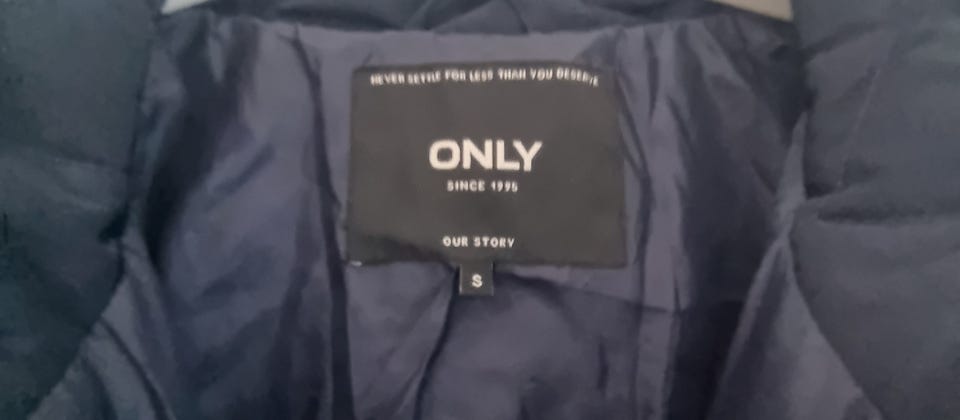 NEVER SETTLE FOR LESS THAN YOU DESERVE
ONLY
SINCE 1995
OUR STORY
S